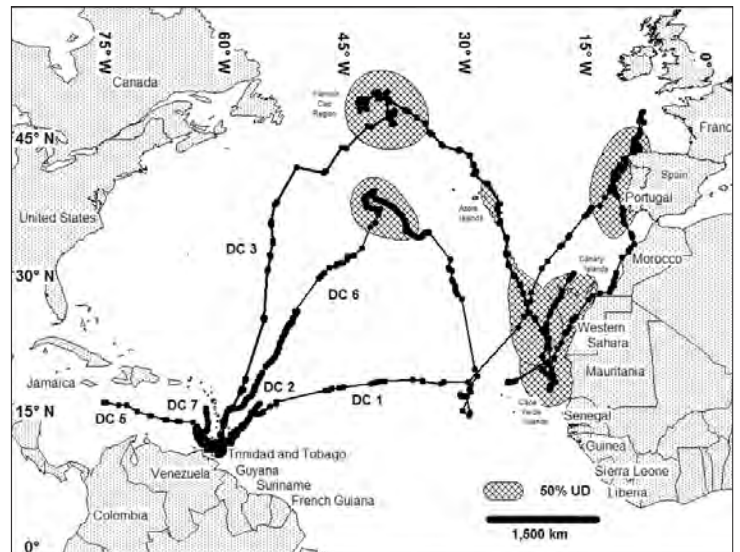 75° W
60° W
45° W
30° W
15° W
0°
Canada
Flemish
Cap
Region
45° N
France
Spain
Portugal
United States
Azore
Islands
DC 3
Morocco
30° N
Canary
Islands
DC 6
Western
Sahara
Mauritania
Jamaica
DC 7
DC 2
DC 1
15° N
DC 5
Cape
Verde
Islands
Senegal
Trinidad and Tobago
Guinea
Venezuela
Guyana
Sierra Leone
Suriname
Liberia
French Guiana
50% UD
Colombia
1,500 km
0°